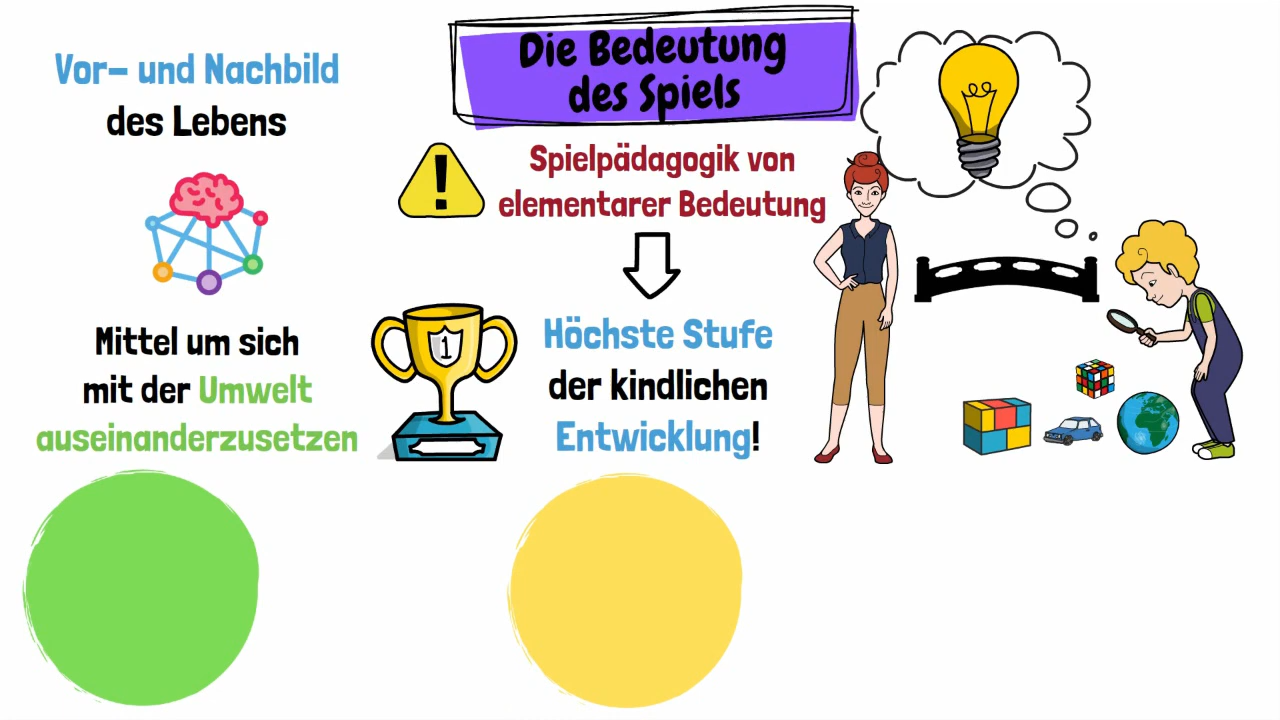 Die Bedeutung
des Spiels
Vor- und Nachbild
des Lebens
Mittel um sich
mit der Umwelt
auseinanderzusetzen
Spielpädagogik von
elementarer Bedeutung
1
Höchste Stufe
der kindlichen
Entwicklung!